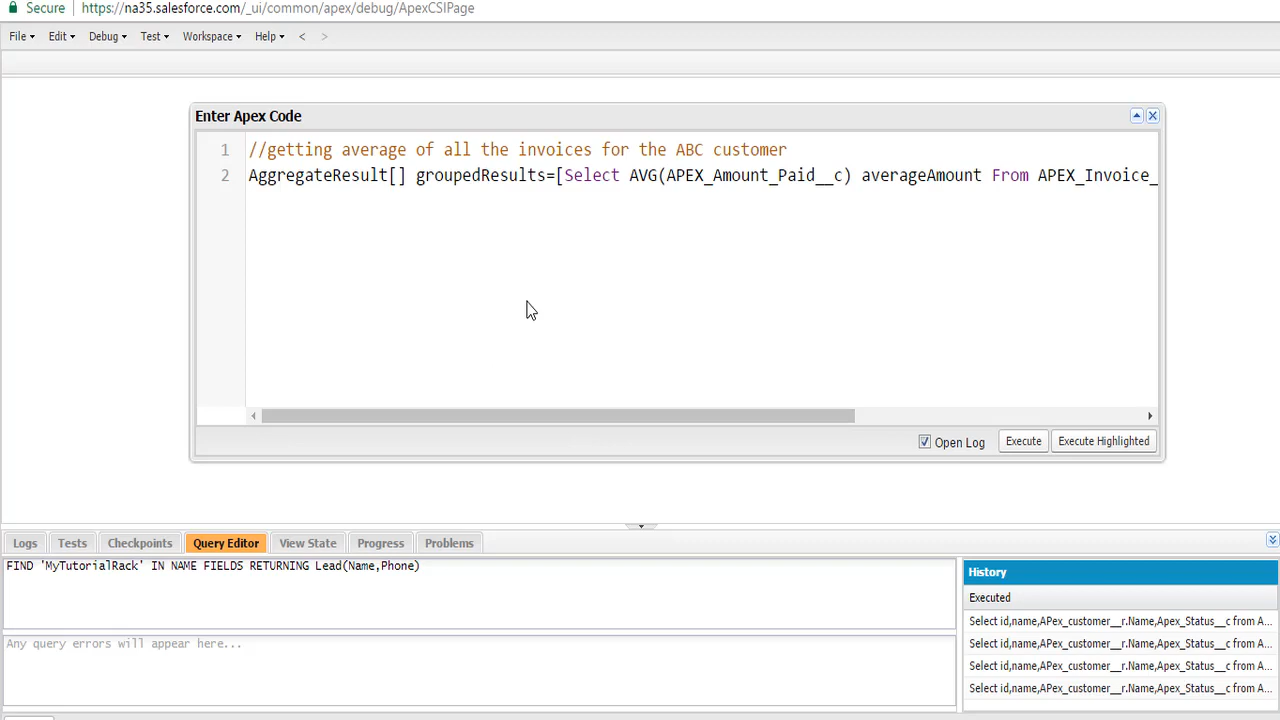 Secure https://na35.salesforce.com/_ui/common/apex/debug/ApexCSIPage
File Edit Debug Test Workspace Help < >
Enter Apex Code
1 //getting average of all the invoices for the ABC customer
2 AggregateResult[] groupedResults=[Select AVG(APEX_Amount_Paid__c) averageAmount From APEX_Invoice_
Open Log Execute Execute Highlighted
Logs Tests Checkpoints Query Editor View State Progress Problems
FIND 'MyTutorialRack' IN NAME FIELDS RETURNING Lead(Name,Phone)
Any query errors will appear here...
History
Executed
Select id,name,APex_customer__r.Name,Apex_Status__c from A...
Select id,name,APex_customer__r.Name,Apex_Status__c from A...
Select id,name,APex_customer__r.Name,Apex_Status__c from A...
Select id,name,APex_customer__r.Name,Apex_Status__c from A...